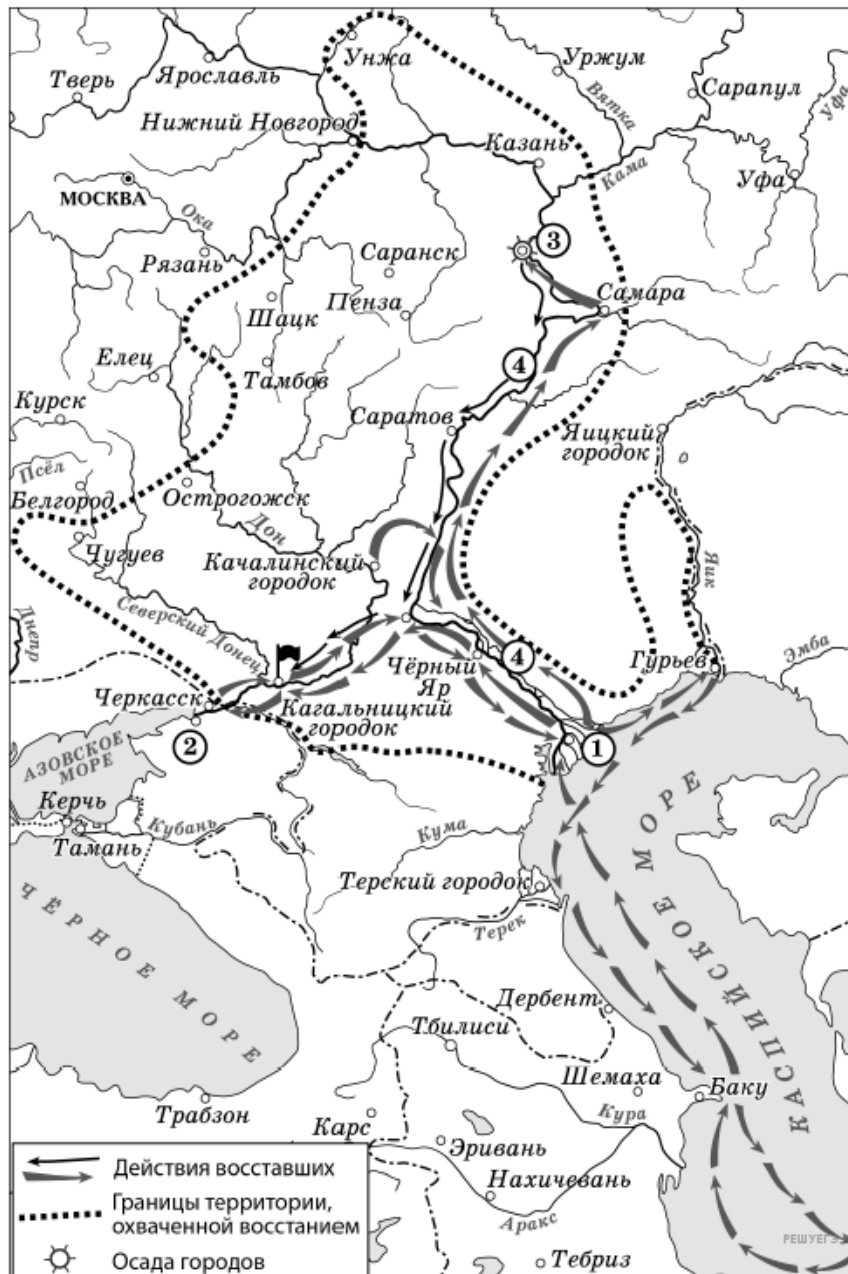 Унжа
Уржум
Ярославль
Тверь
Вятка
Сарапул
Уфа
Нижний Новгород
Казань
Кама
Уфа
МОСКВА
Ока
3
Рязань
Саранск
Самара
Шацк
Пенза
Елец
Тамбов
4
Курск
Саратов
Яицкий
городок
Псёл
Белгород
Острогожск
Дон
Чугуев
Качалинский
городок
Яик
Днепр
Северский Донец
Чёрный
Яр
4
Гурьев
Эмба
Черкасск
Кагальницкий
городок
2
1
АЗОВСКОЕ
МОРЕ
Керчь
Тамань
Кубань
Кума
КАСПИЙСКОЕ МОРЕ
Терский городок
Терек
ЧЁРНОЕ МОРЕ
Дербент
Тбилиси
Шемаха
Баку
Трабзон
Кура
Карс
Эривань
Нахичевань
Аракс
Тебриз
Действия восставших
Границы территории,
охваченной восстанием
Осада городов